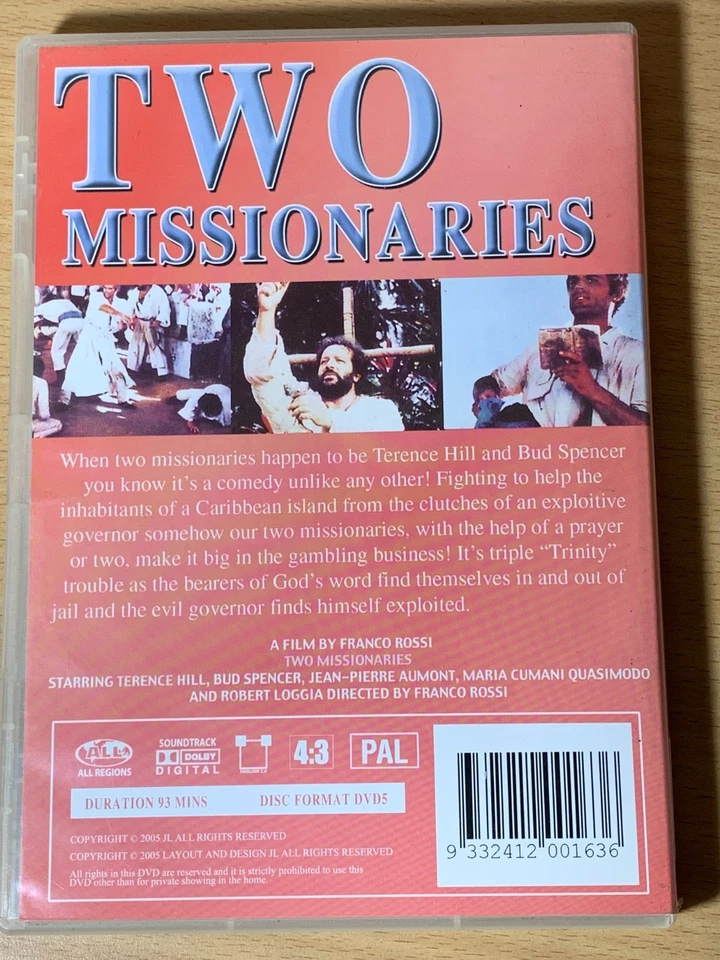 TWO
MISSIONARIES
When two missionaries happen to be Terence Hill and Bud Spencer
you know it's a comedy unlike any other! Fighting to help the
inhabitants of a Caribbean island from the clutches of an exploitive
governor somehow our two missionaries, with the help of a prayer
or two, make it big in the gambling business! It's triple “Trinity”
trouble as the bearers of God's word find themselves in and out of
jail and the evil governor finds himself exploited.
A FILM BY FRANCO ROSSI
TWO MISSIONARIES
STARRING TERENCE HILL, BUD SPENCER, JEAN-PIERRE AUMONT, MARIA CUMANI QUASIMODO
AND ROBERT LOGGIA DIRECTED BY FRANCO ROSSI
ALL
ALL REGIONS
SOUNDTRACK
DOLBY
DIGITAL
ENGLISH 2.0
4:3
PAL
DURATION 93 MINS DISC FORMAT DVD5
COPYRIGHT © 2005 JL ALL RIGHTS RESERVED
COPYRIGHT © 2005 LAYOUT AND DESIGN JL ALL RIGHTS RESERVED
All rights in this DVD are reserved and it is strictly prohibited to use this
DVD other than for private showing in the home.
9 332412 001636